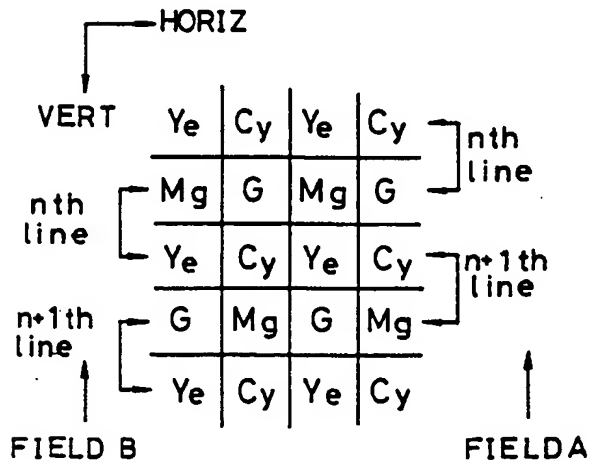 HORIZ
VERT
Ye Cy Ye Cy
nth
line
Mg G Mg G
nth
line
Ye Cy Ye Cy
n+1th
line
n+1th
line
G Mg G Mg
Ye Cy Ye Cy
FIELD B
FIELD A